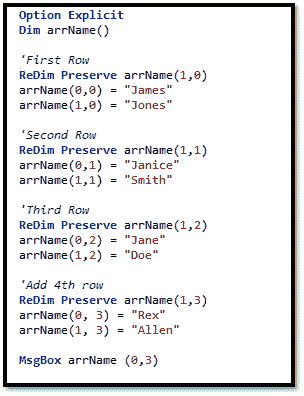 Option Explicit
Dim arrName()

'First Row
ReDim Preserve arrName(1,0)
arrName(0,0) = "James"
arrName(1,0) = "Jones"

'Second Row
ReDim Preserve arrName(1,1)
arrName(0,1) = "Janice"
arrName(1,1) = "Smith"

'Third Row
ReDim Preserve arrName(1,2)
arrName(0,2) = "Jane"
arrName(1,2) = "Doe"

'Add 4th row
ReDim Preserve arrName(1,3)
arrName(0, 3) = "Rex"
arrName(1, 3) = "Allen"

MsgBox arrName (0,3)